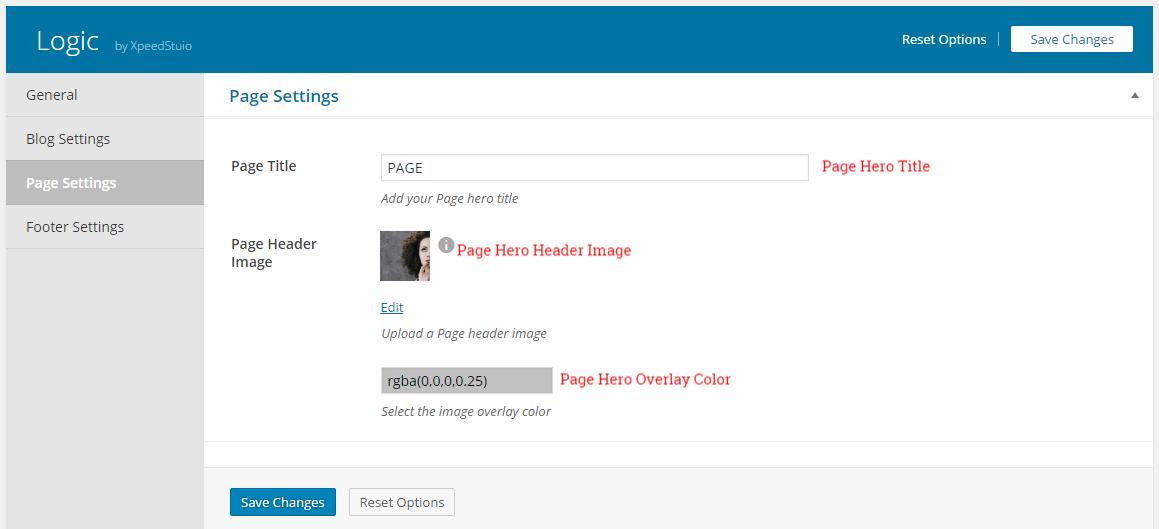 Logic by XpeedStuio
Reset Options Save Changes
General
Blog Settings
Page Settings
Footer Settings
Page Settings
Page Title PAGE Page Hero Title
Add your Page hero title
Page Header
Image
Page Hero Header Image
Edit
Upload a Page header image
rgba(0,0,0,0.25) Page Hero Overlay Color
Select the image overlay color
Save Changes Reset Options